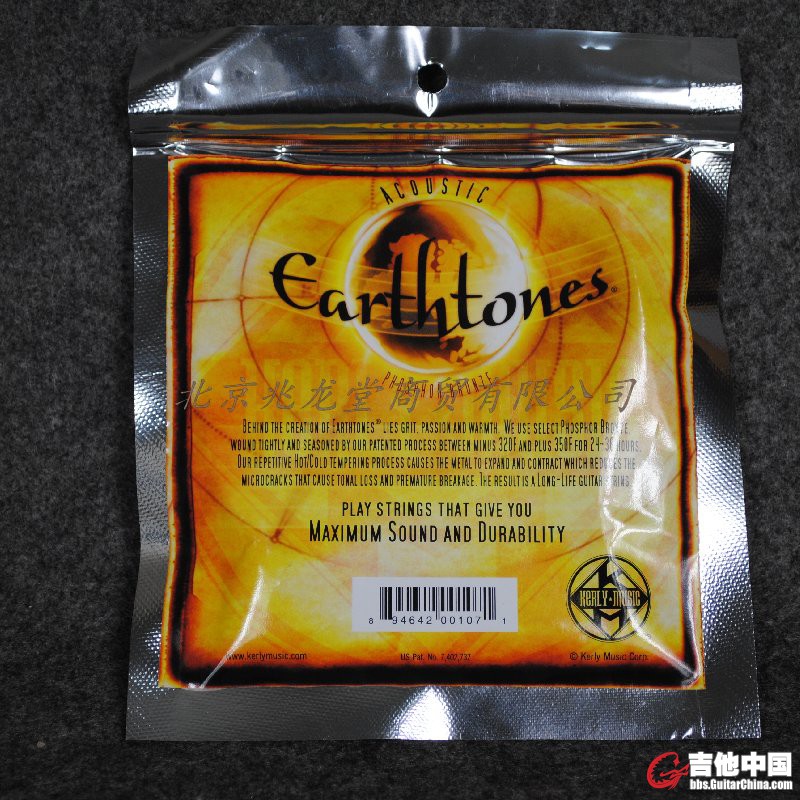 ACOUSTIC
Earthtones®
PHOSPHOR BRONZE
北京兆龙堂商贸有限公司
BEHIND THE CREATION OF EARTHTONES® LIES GRIT, PASSION AND WARMTH. WE USE SELECT PHOSPHOR BRONZE
WOUND TIGHTLY AND SEASONED BY OUR PATENTED PROCESS BETWEEN MINUS 320F AND PLUS 350F FOR 24-36 HOURS.
OUR REPETITIVE HOT/COLD TEMPERING PROCESS CAUSES THE METAL TO EXPAND AND CONTRACT WHICH REDUCES THE
MICROCRACKS THAT CAUSE TONAL LOSS AND PREMATURE BREAKAGE. THE RESULT IS A LONG-LIFE GUITAR STRING.
PLAY STRINGS THAT GIVE YOU
MAXIMUM SOUND AND DURABILITY
KERLY MUSIC
KM
8 94642 00107 1
www.kerlymusic.com
US Pat. No. 7,402,732
© Kerly Music Corp.
吉他中国
bbs.GuitarChina.com